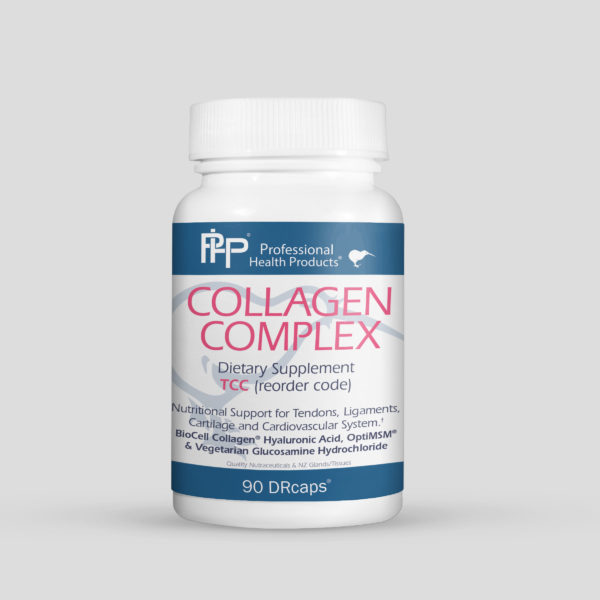 PHP®
Professional
Health Products®
COLLAGEN
COMPLEX
Dietary Supplement
TCC (reorder code)
Nutritional Support for Tendons, Ligaments,
Cartilage and Cardiovascular System.†
BioCell Collagen® Hyaluronic Acid, OptiMSM®
& Vegetarian Glucosamine Hydrochloride
Quality Nutraceuticals & NZ Glands/Tissues
90 DRcaps®